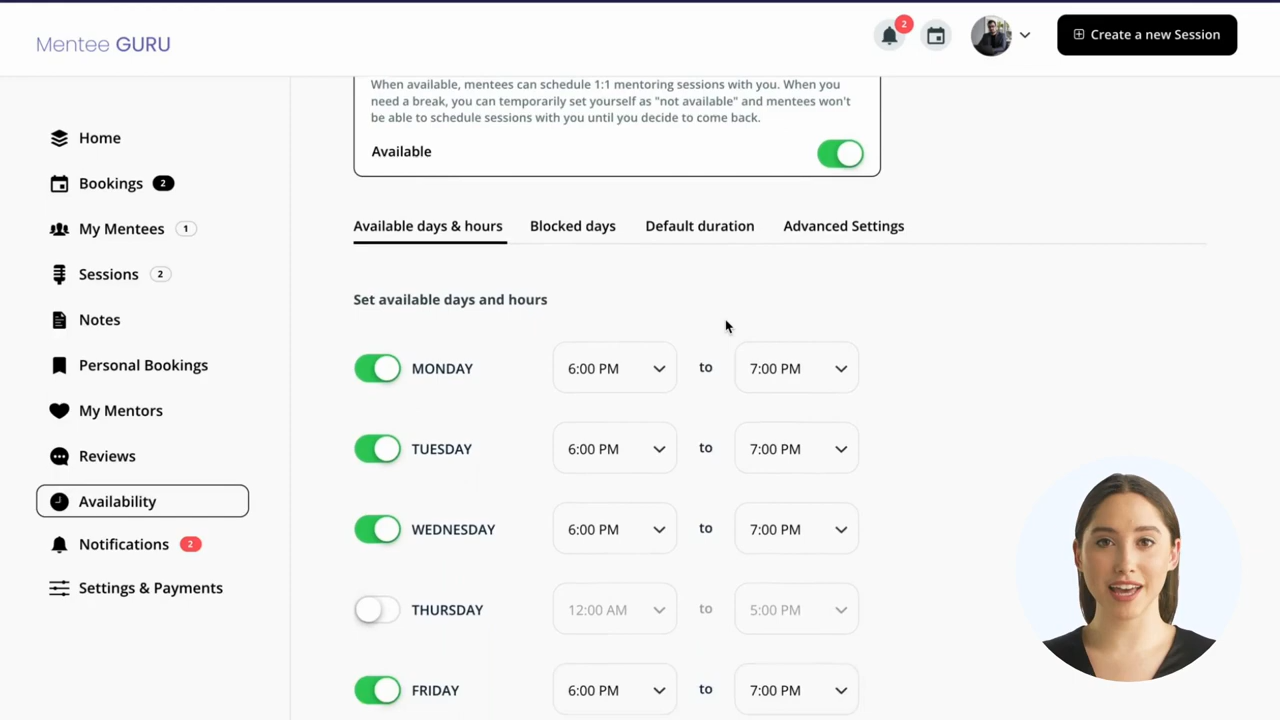 Mentee GURU
2
Create a new Session
Home
Bookings 2
My Mentees 1
Sessions 2
Notes
Personal Bookings
My Mentors
Reviews
Availability
Notifications 2
Settings & Payments
When available, mentees can schedule 1:1 mentoring sessions with you. When you
need a break, you can temporarily set yourself as "not available" and mentees won't
be able to schedule sessions with you until you decide to come back.
Available
Available days & hours Blocked days Default duration Advanced Settings
Set available days and hours
MONDAY 6:00 PM to 7:00 PM
TUESDAY 6:00 PM to 7:00 PM
WEDNESDAY 6:00 PM to 7:00 PM
THURSDAY 12:00 AM to 5:00 PM
FRIDAY 6:00 PM to 7:00 PM